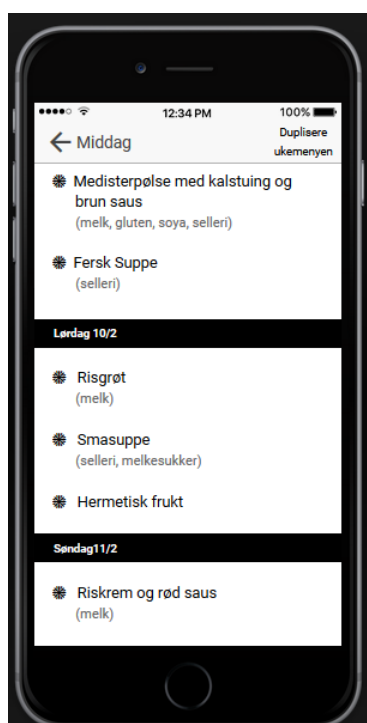 12:34 PM
100%
Middag
Duplisere
ukemenyen
Medisterpølse med kalstuing og
brun saus
(melk, gluten, soya, selleri)
Fersk Suppe
(selleri)
Lørdag 10/2
Risgrøt
(melk)
Smasuppe
(selleri, melkesukker)
Hermetisk frukt
Søndag11/2
Riskrem og rød saus
(melk)